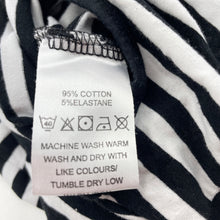 95% COTTON
5%ELASTANE
40
MACHINE WASH WARM
WASH AND DRY WITH
LIKE COLOURS/
TUMBLE DRY LOW